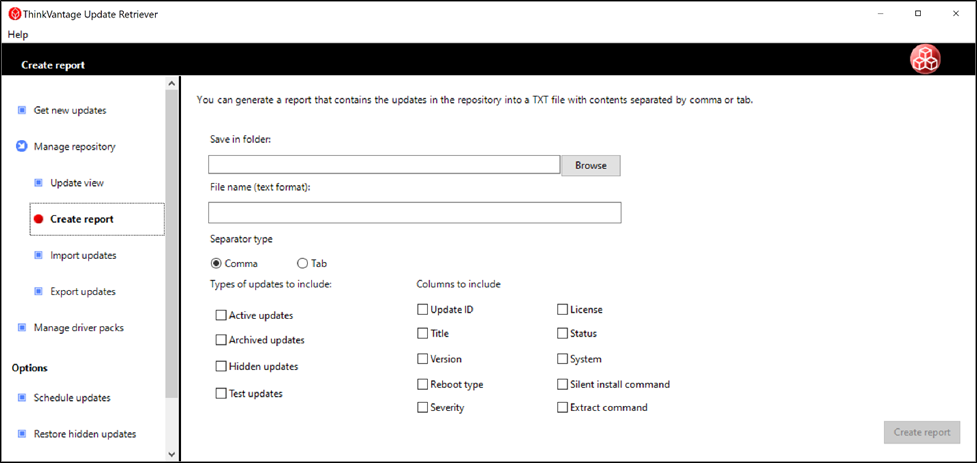 ThinkVantage Update Retriever
Help
Create report
Get new updates
Manage repository
Update view
Create report
Import updates
Export updates
Manage driver packs
Options
Schedule updates
Restore hidden updates
You can generate a report that contains the updates in the repository into a TXT file with contents separated by comma or tab.
Save in folder:
Browse
File name (text format):
Separator type
Comma Tab
Types of updates to include:
Active updates
Archived updates
Hidden updates
Test updates
Columns to include
Update ID License
Title Status
Version System
Reboot type Silent install command
Severity Extract command
Create report